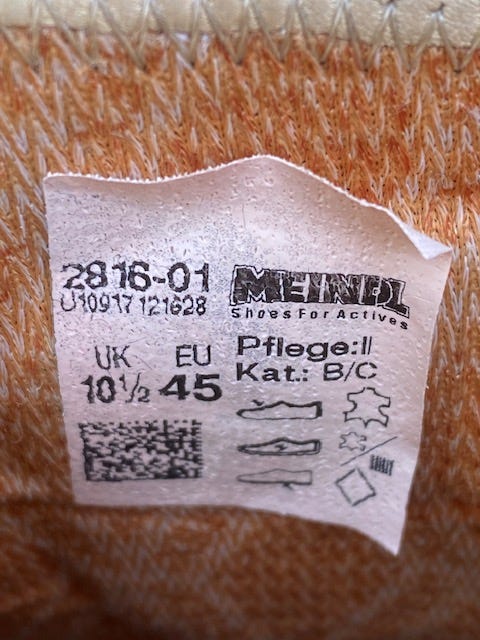 2816-01
U10917 121628
MEINDL
Shoes For Actives
UK EU
10½ 45
Pflege:II
Kat.: B/C